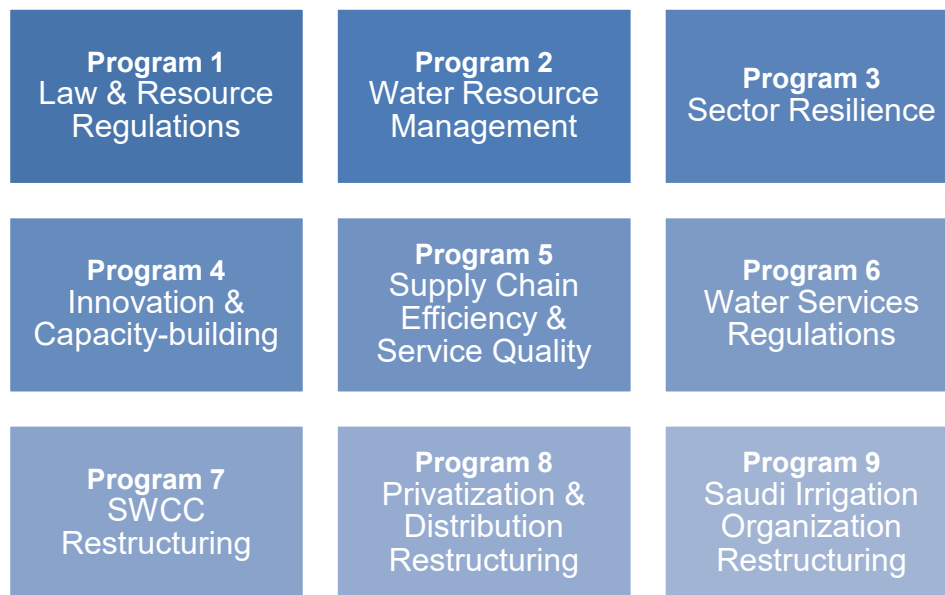 Program 1
Law & Resource
Regulations
Program 2
Water Resource
Management
Program 3
Sector Resilience
Program 4
Innovation &
Capacity-building
Program 5
Supply Chain
Efficiency &
Service Quality
Program 6
Water Services
Regulations
Program 7
SWCC
Restructuring
Program 8
Privatization &
Distribution
Restructuring
Program 9
Saudi Irrigation
Organization
Restructuring